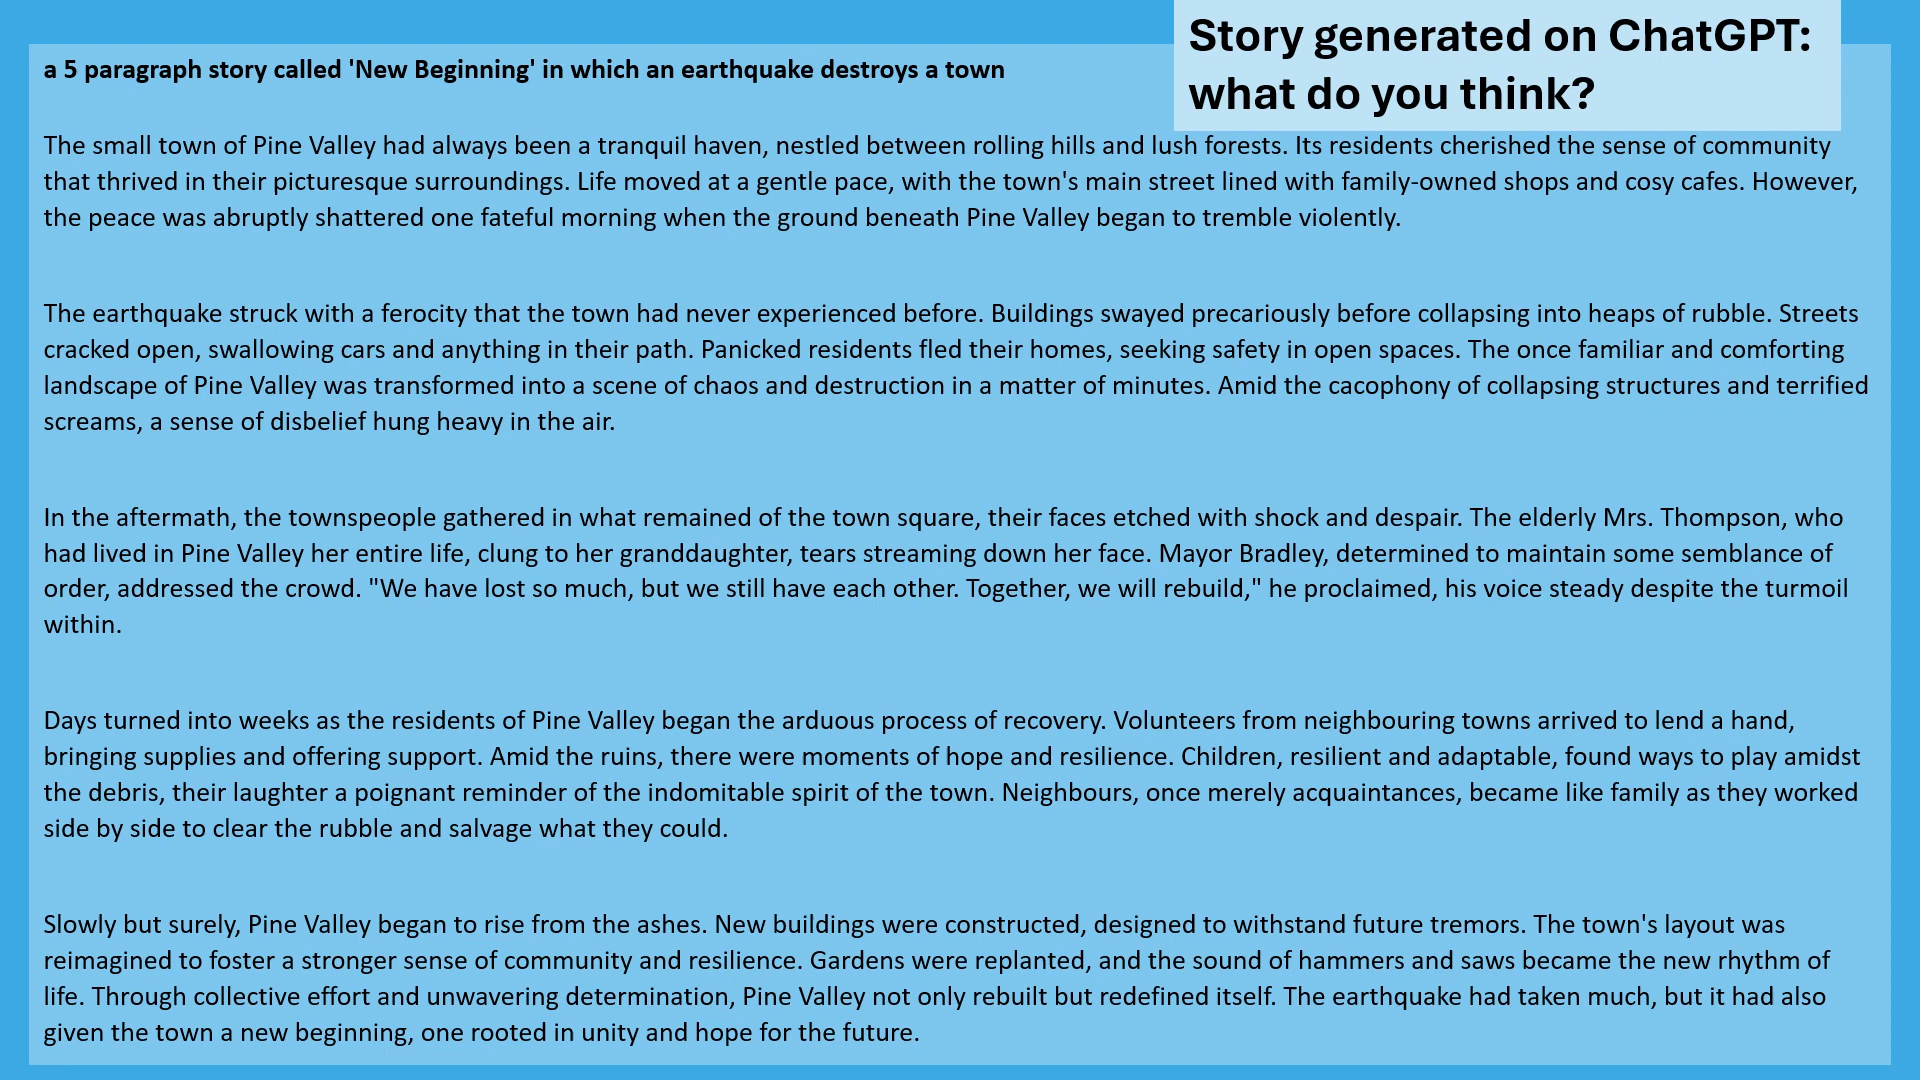 Story generated on ChatGPT:
what do you think?
a 5 paragraph story called 'New Beginning' in which an earthquake destroys a town
The small town of Pine Valley had always been a tranquil haven, nestled between rolling hills and lush forests. Its residents cherished the sense of community
that thrived in their picturesque surroundings. Life moved at a gentle pace, with the town's main street lined with family-owned shops and cosy cafes. However,
the peace was abruptly shattered one fateful morning when the ground beneath Pine Valley began to tremble violently.
The earthquake struck with a ferocity that the town had never experienced before. Buildings swayed precariously before collapsing into heaps of rubble. Streets
cracked open, swallowing cars and anything in their path. Panicked residents fled their homes, seeking safety in open spaces. The once familiar and comforting
landscape of Pine Valley was transformed into a scene of chaos and destruction in a matter of minutes. Amid the cacophony of collapsing structures and terrified
screams, a sense of disbelief hung heavy in the air.
In the aftermath, the townspeople gathered in what remained of the town square, their faces etched with shock and despair. The elderly Mrs. Thompson, who
had lived in Pine Valley her entire life, clung to her granddaughter, tears streaming down her face. Mayor Bradley, determined to maintain some semblance of
order, addressed the crowd. "We have lost so much, but we still have each other. Together, we will rebuild," he proclaimed, his voice steady despite the turmoil
within.
Days turned into weeks as the residents of Pine Valley began the arduous process of recovery. Volunteers from neighbouring towns arrived to lend a hand,
bringing supplies and offering support. Amid the ruins, there were moments of hope and resilience. Children, resilient and adaptable, found ways to play amidst
the debris, their laughter a poignant reminder of the indomitable spirit of the town. Neighbours, once merely acquaintances, became like family as they worked
side by side to clear the rubble and salvage what they could.
Slowly but surely, Pine Valley began to rise from the ashes. New buildings were constructed, designed to withstand future tremors. The town's layout was
reimagined to foster a stronger sense of community and resilience. Gardens were replanted, and the sound of hammers and saws became the new rhythm of
life. Through collective effort and unwavering determination, Pine Valley not only rebuilt but redefined itself. The earthquake had taken much, but it had also
given the town a new beginning, one rooted in unity and hope for the future.